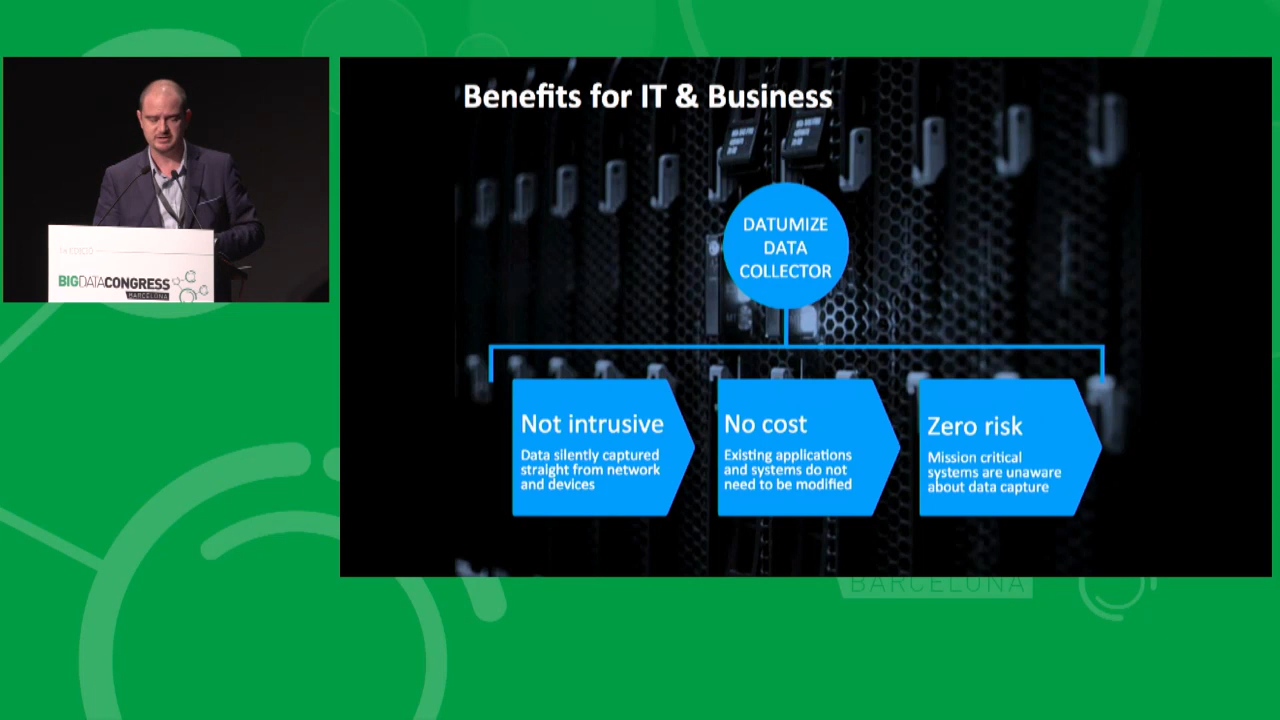 Benefits for IT & Business
DATUMIZE
DATA
COLLECTOR
Not intrusive
Data silently captured
straight from network
and devices
No cost
Existing applications
and systems do not
need to be modified
Zero risk
Mission critical
systems are unaware
about data capture
BIGDATACONGRESS
BARCELONA
BARCELONA